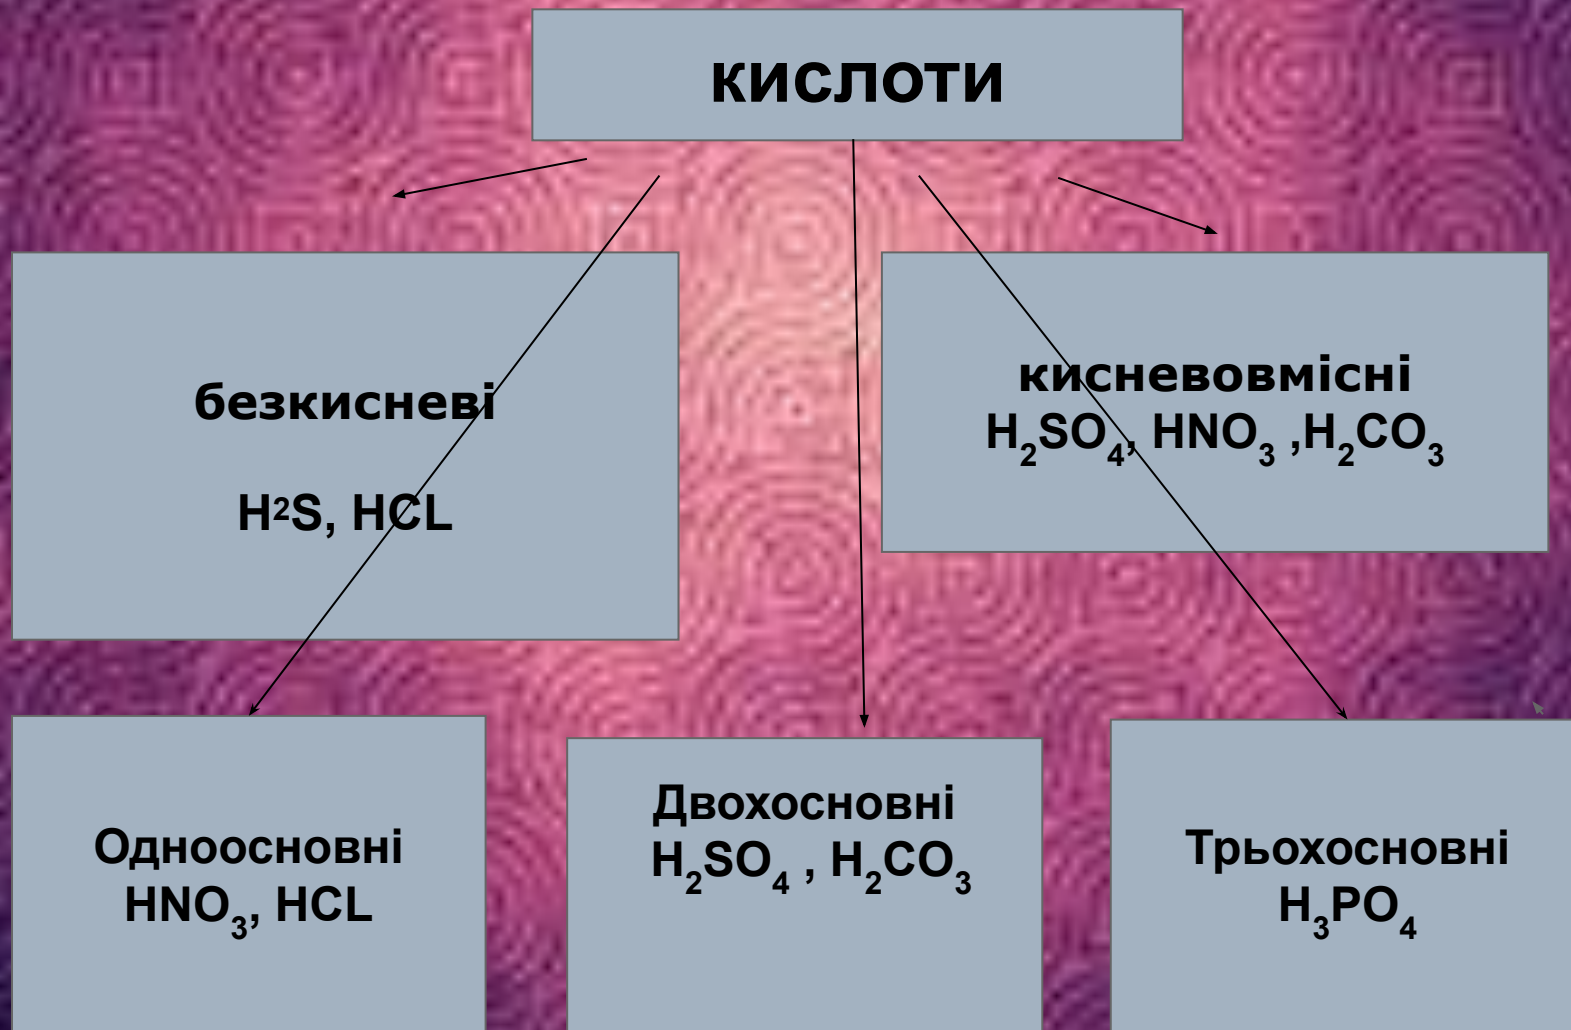 кислоти
безкисневі
H²S, HCL
кисневовмісні
H₂SO₄, HNO₃ ,H₂CO₃
Одноосновні
HNO₃, HCL
Двохосновні
H₂SO₄ , H₂CO₃
Трьохосновні
H₃PO₄